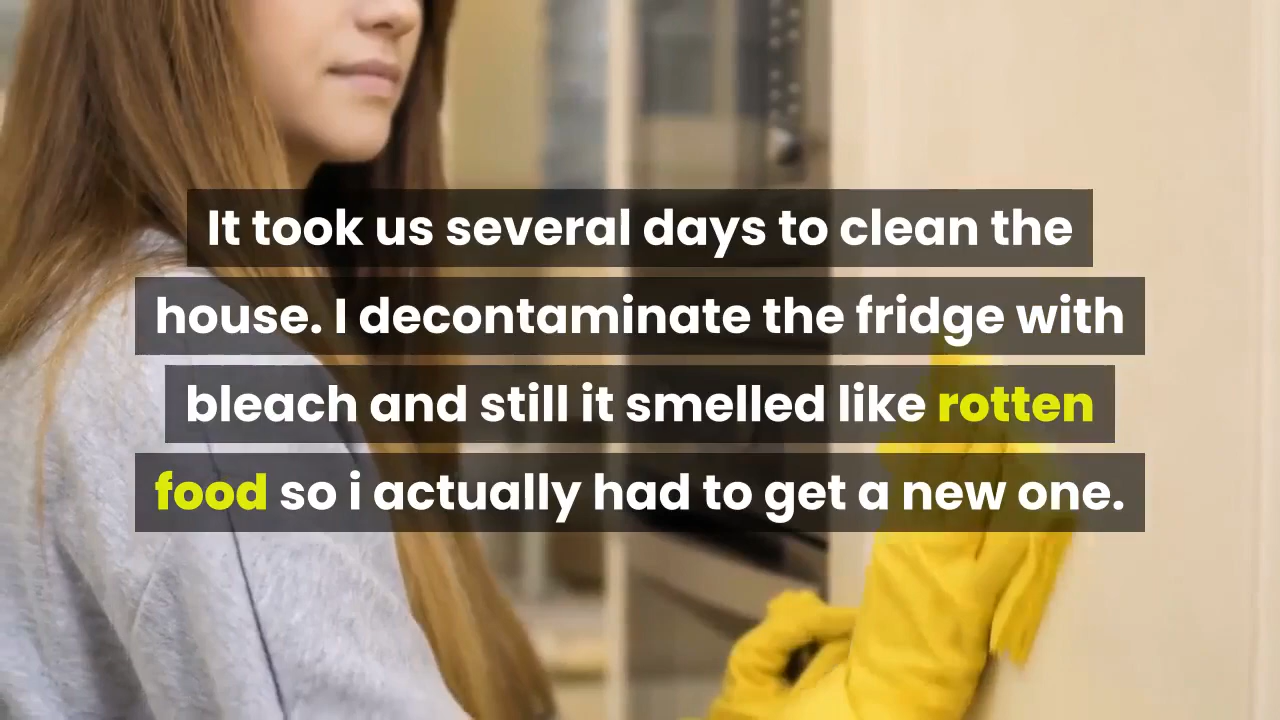 It took us several days to clean the
house. I decontaminate the fridge with
bleach and still it smelled like rotten
food so i actually had to get a new one.